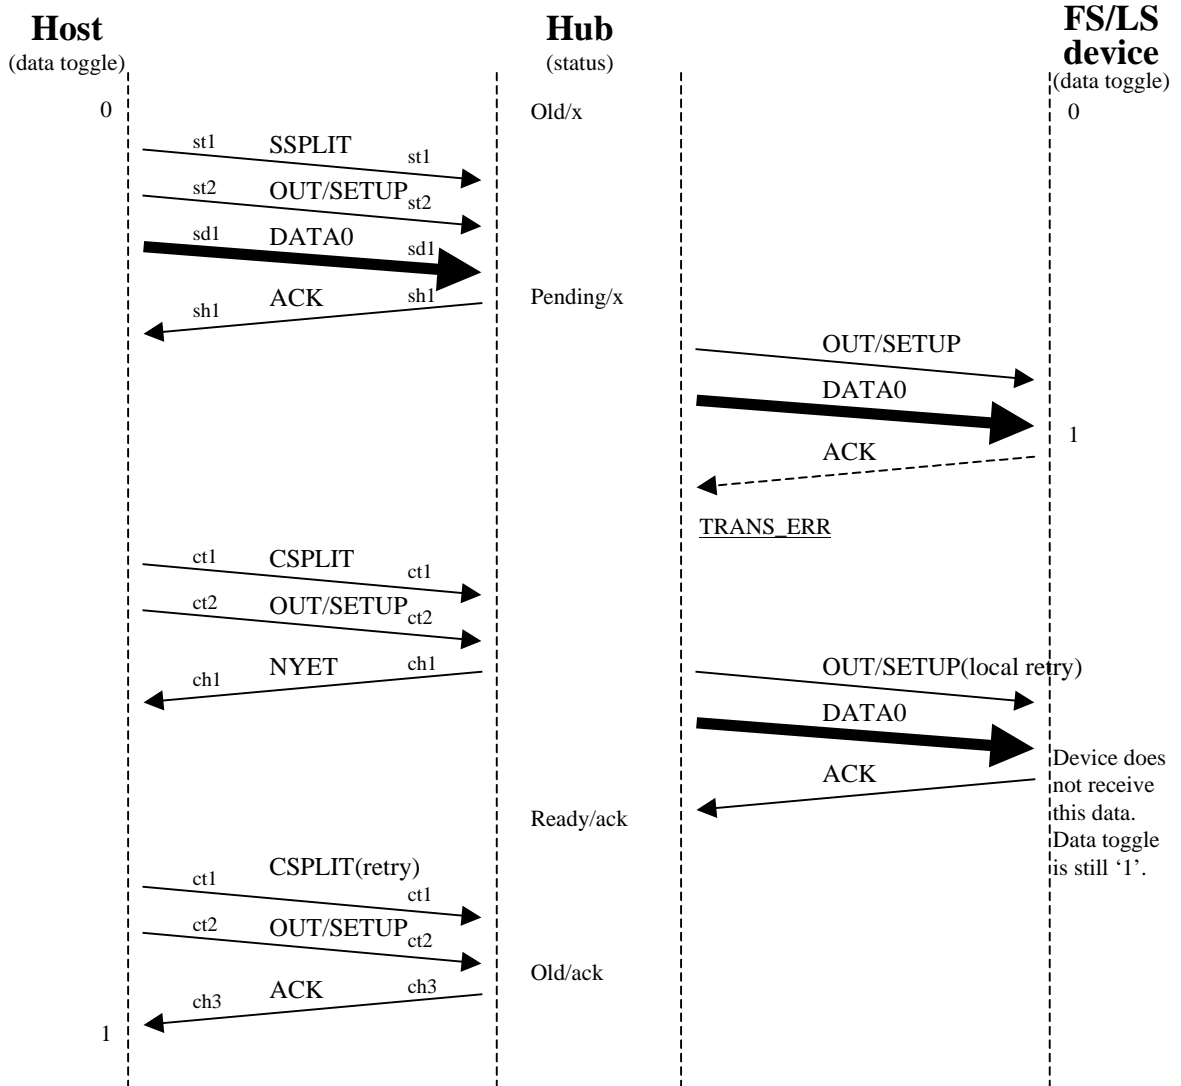 Host
(data toggle)
Hub
(status)
FS/LS
device
(data toggle)
0
Old/x
0
st1 SSPLIT st1
st2 OUT/SETUP st2
sd1 DATA0 sd1
sh1 ACK sh1
Pending/x
OUT/SETUP
DATA0
1
ACK
TRANS_ERR
ct1 CSPLIT ct1
ct2 OUT/SETUP ct2
ch1 NYET ch1
OUT/SETUP(local retry)
DATA0
ACK
Device does
not receive
this data.
Data toggle
is still ‘1’.
Ready/ack
ct1 CSPLIT(retry) ct1
ct2 OUT/SETUP ct2
Old/ack
ch3 ACK ch3
1